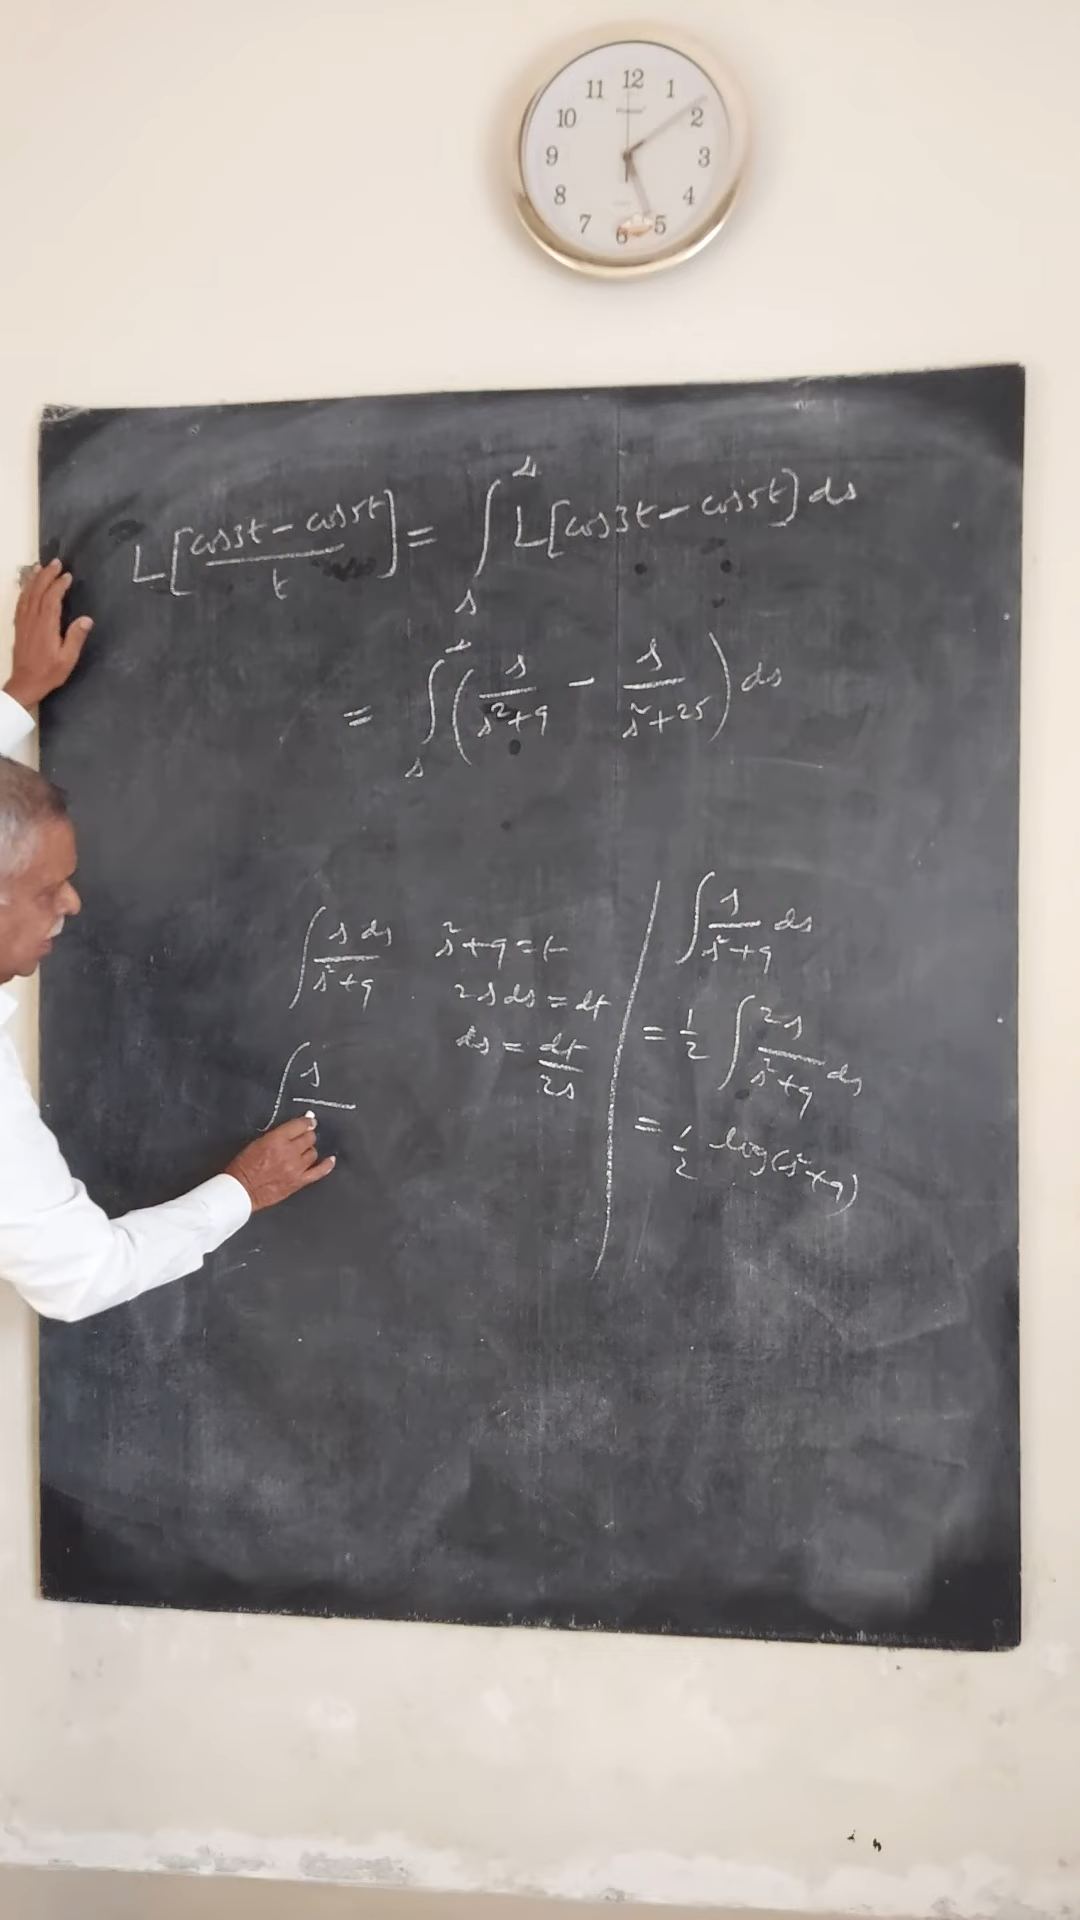 12
11 1
10 2
9 3
8 4
7 5
6
L[cos3t - cos5t / t] = ∫_s^∞ L[cos3t - cos5t] ds
= ∫_s^∞ (s/(s²+9) - s/(s²+25)) ds
∫ s ds/(s²+9)
s²+9 = t
2s ds = dt
ds = dt/2s
∫ s
∫ s/(s²+9) ds
= 1/2 ∫ 2s/(s²+9) ds
= 1/2 log(s²+9)